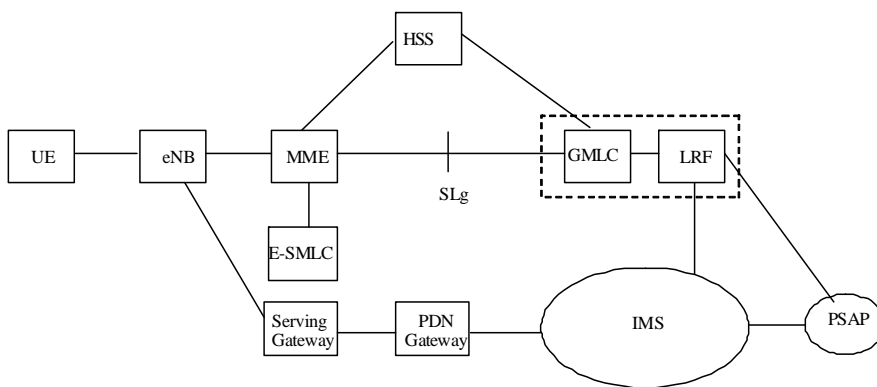 HSS
UE
eNB
MME
GMLC
LRF
SLg
E-SMLC
Serving
Gateway
PDN
Gateway
IMS
PSAP